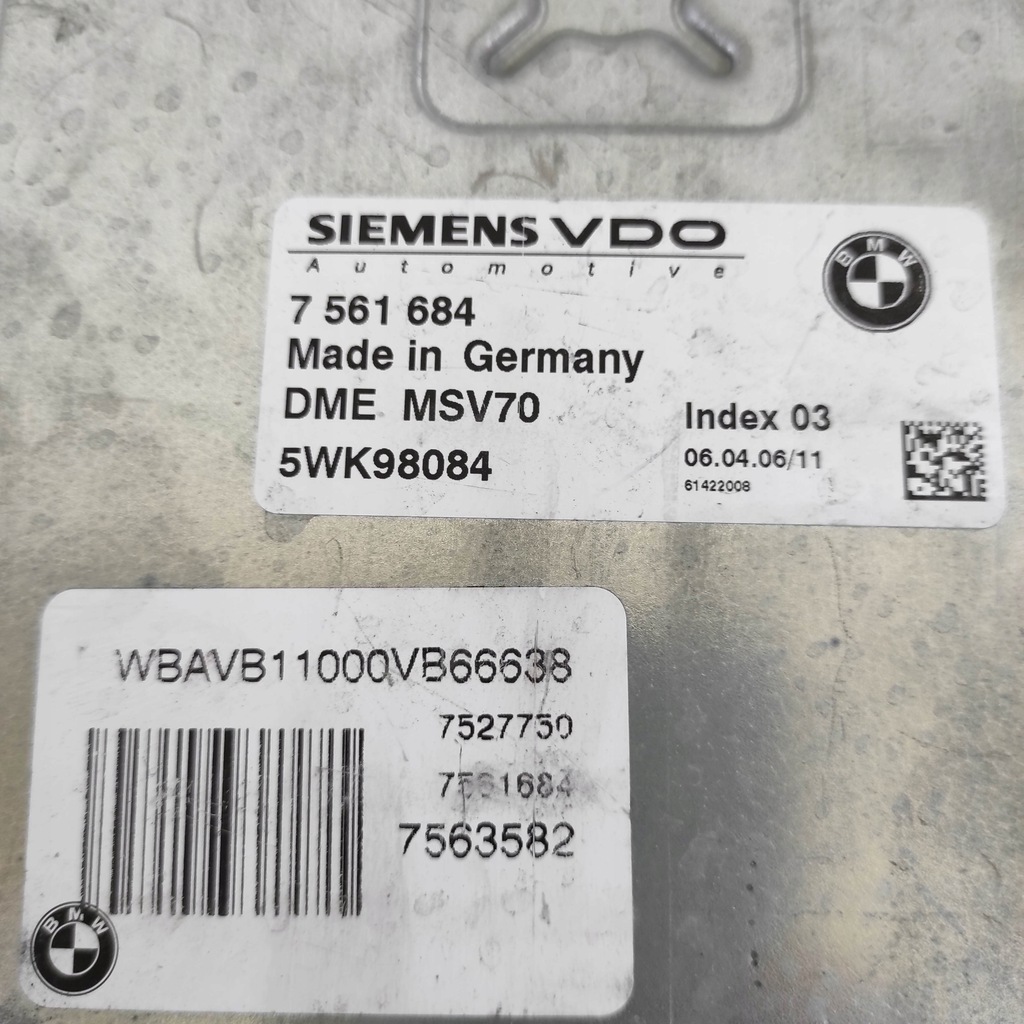 SIEMENS VDO
Automotive
BMW
7 561 684
Made in Germany
DME MSV70
Index 03
5WK98084
06.04.06/11
61422008
WBAVB11000VB66638
7527750
7561684
7563582
BMW